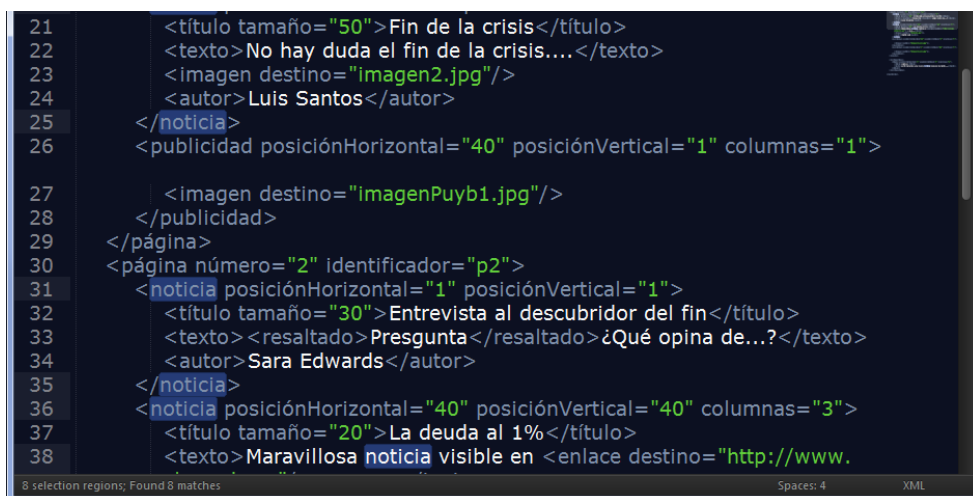 21 <título tamaño="50">Fin de la crisis</título>
22 <texto>No hay duda el fin de la crisis....</texto>
23 <imagen destino="imagen2.jpg"/>
24 <autor>Luis Santos</autor>
25 </noticia>
26 <publicidad posiciónHorizontal="40" posiciónVertical="1" columnas="1">
27 <imagen destino="imagenPuyb1.jpg"/>
28 </publicidad>
29 </página>
30 <página número="2" identificador="p2">
31 <noticia posiciónHorizontal="1" posiciónVertical="1">
32 <título tamaño="30">Entrevista al descubridor del fin</título>
33 <texto><resaltado>Presgunta</resaltado>¿Qué opina de...?</texto>
34 <autor>Sara Edwards</autor>
35 </noticia>
36 <noticia posiciónHorizontal="40" posiciónVertical="40" columnas="3">
37 <título tamaño="20">La deuda al 1%</título>
38 <texto>Maravillosa noticia visible en <enlace destino="http://www.
8 selection regions; Found 8 matches Spaces: 4 XML